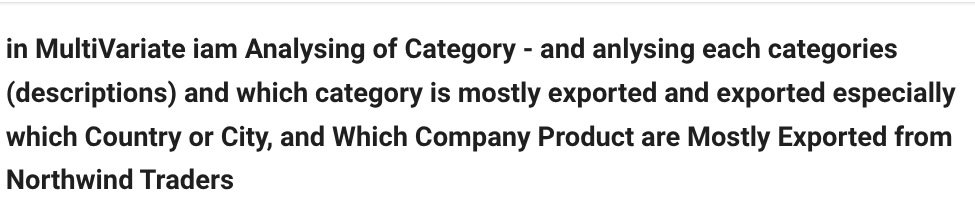 in MultiVariate iam Analysing of Category - and anlysing each categories
(descriptions) and which category is mostly exported and exported especially
which Country or City, and Which Company Product are Mostly Exported from
Northwind Traders